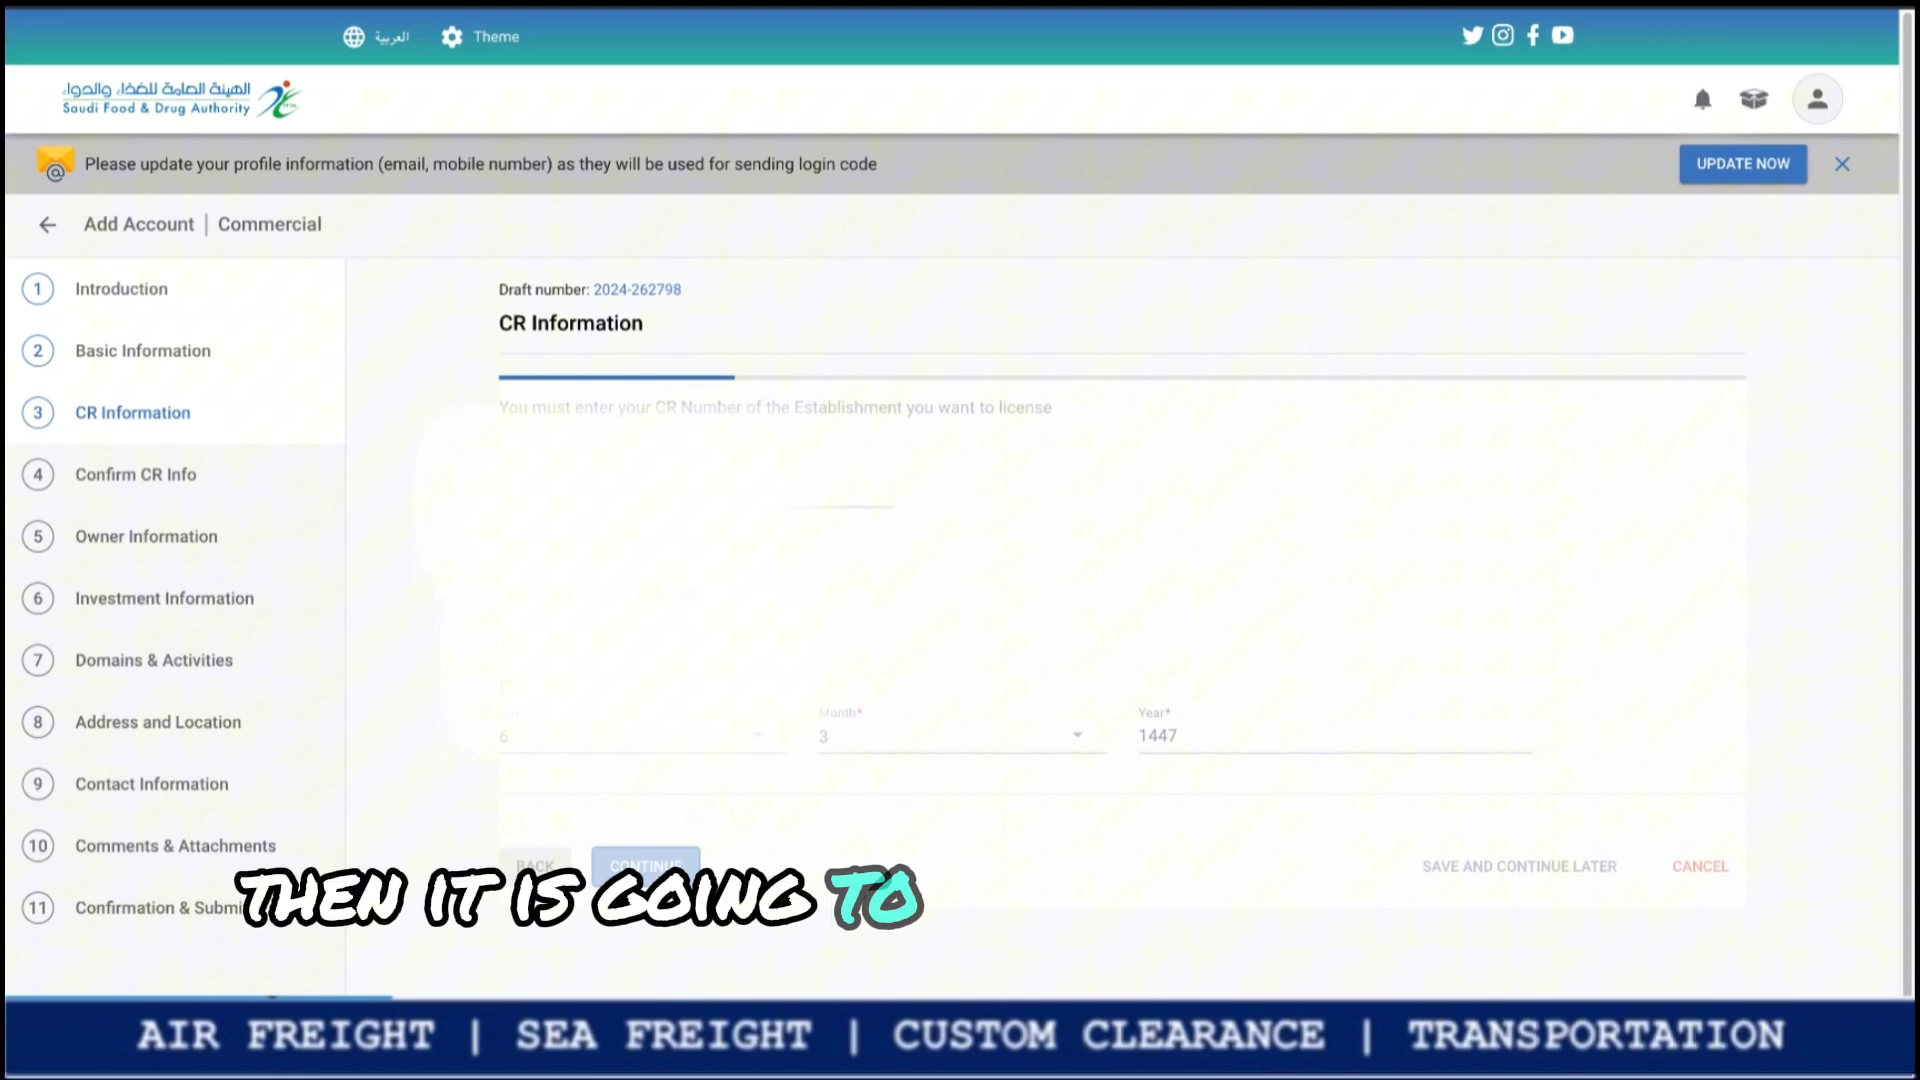 العربية
Theme
الهيئة العامة للغذاء والدواء
Saudi Food & Drug Authority
Please update your profile information (email, mobile number) as they will be used for sending login code
UPDATE NOW
Add Account | Commercial
1 Introduction
2 Basic Information
3 CR Information
4 Confirm CR Info
5 Owner Information
6 Investment Information
7 Domains & Activities
8 Address and Location
9 Contact Information
10 Comments & Attachments
11 Confirmation & Submi
Draft number: 2024-262798
CR Information
You must enter your CR Number of the Establishment you want to license
Month* Year*
6 3 1447
BACK CONTINUE SAVE AND CONTINUE LATER CANCEL
THEN IT IS GOING TO
AIR FREIGHT | SEA FREIGHT | CUSTOM CLEARANCE | TRANSPORTATION